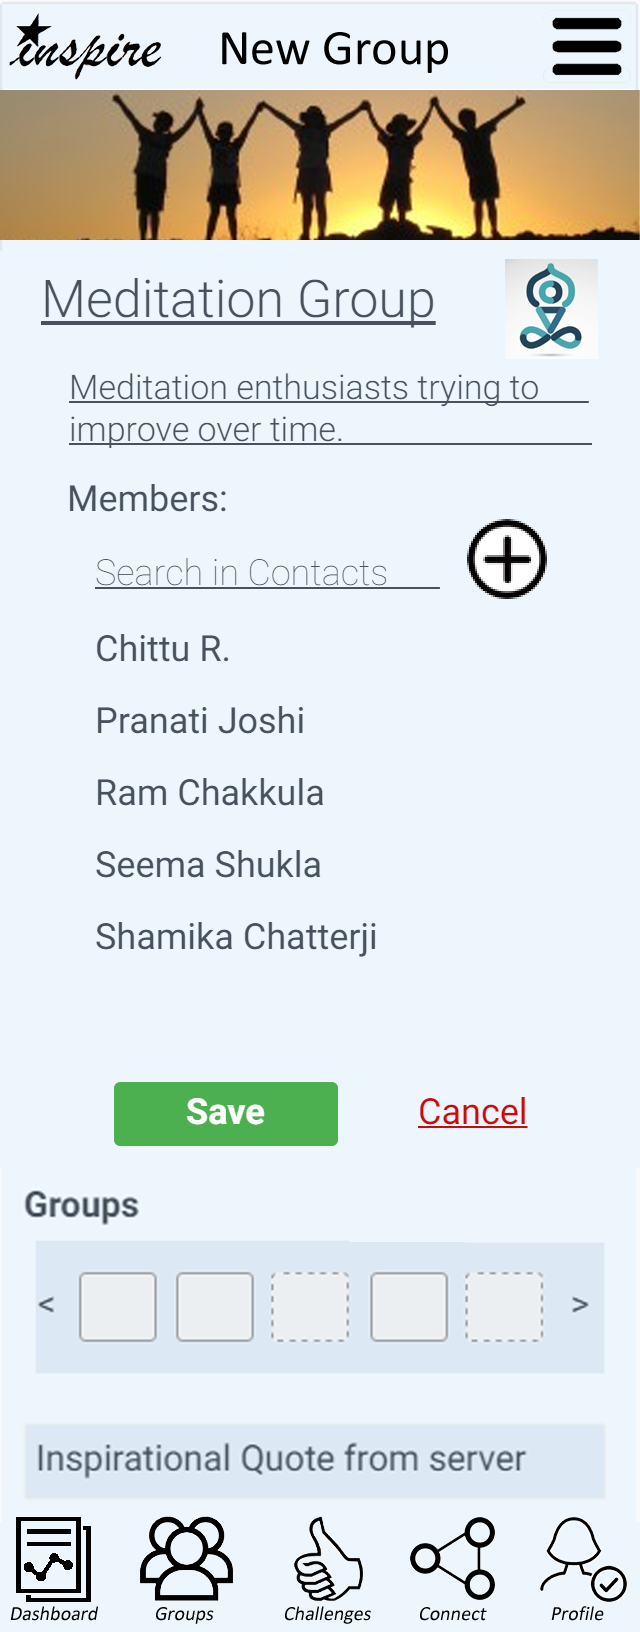 inspire
New Group
Meditation Group
Meditation enthusiasts trying to
improve over time.
Members:
Search in Contacts
Chittu R.
Pranati Joshi
Ram Chakkula
Seema Shukla
Shamika Chatterji
Save
Cancel
Groups
< >
Inspirational Quote from server
Dashboard
Groups
Challenges
Connect
Profile